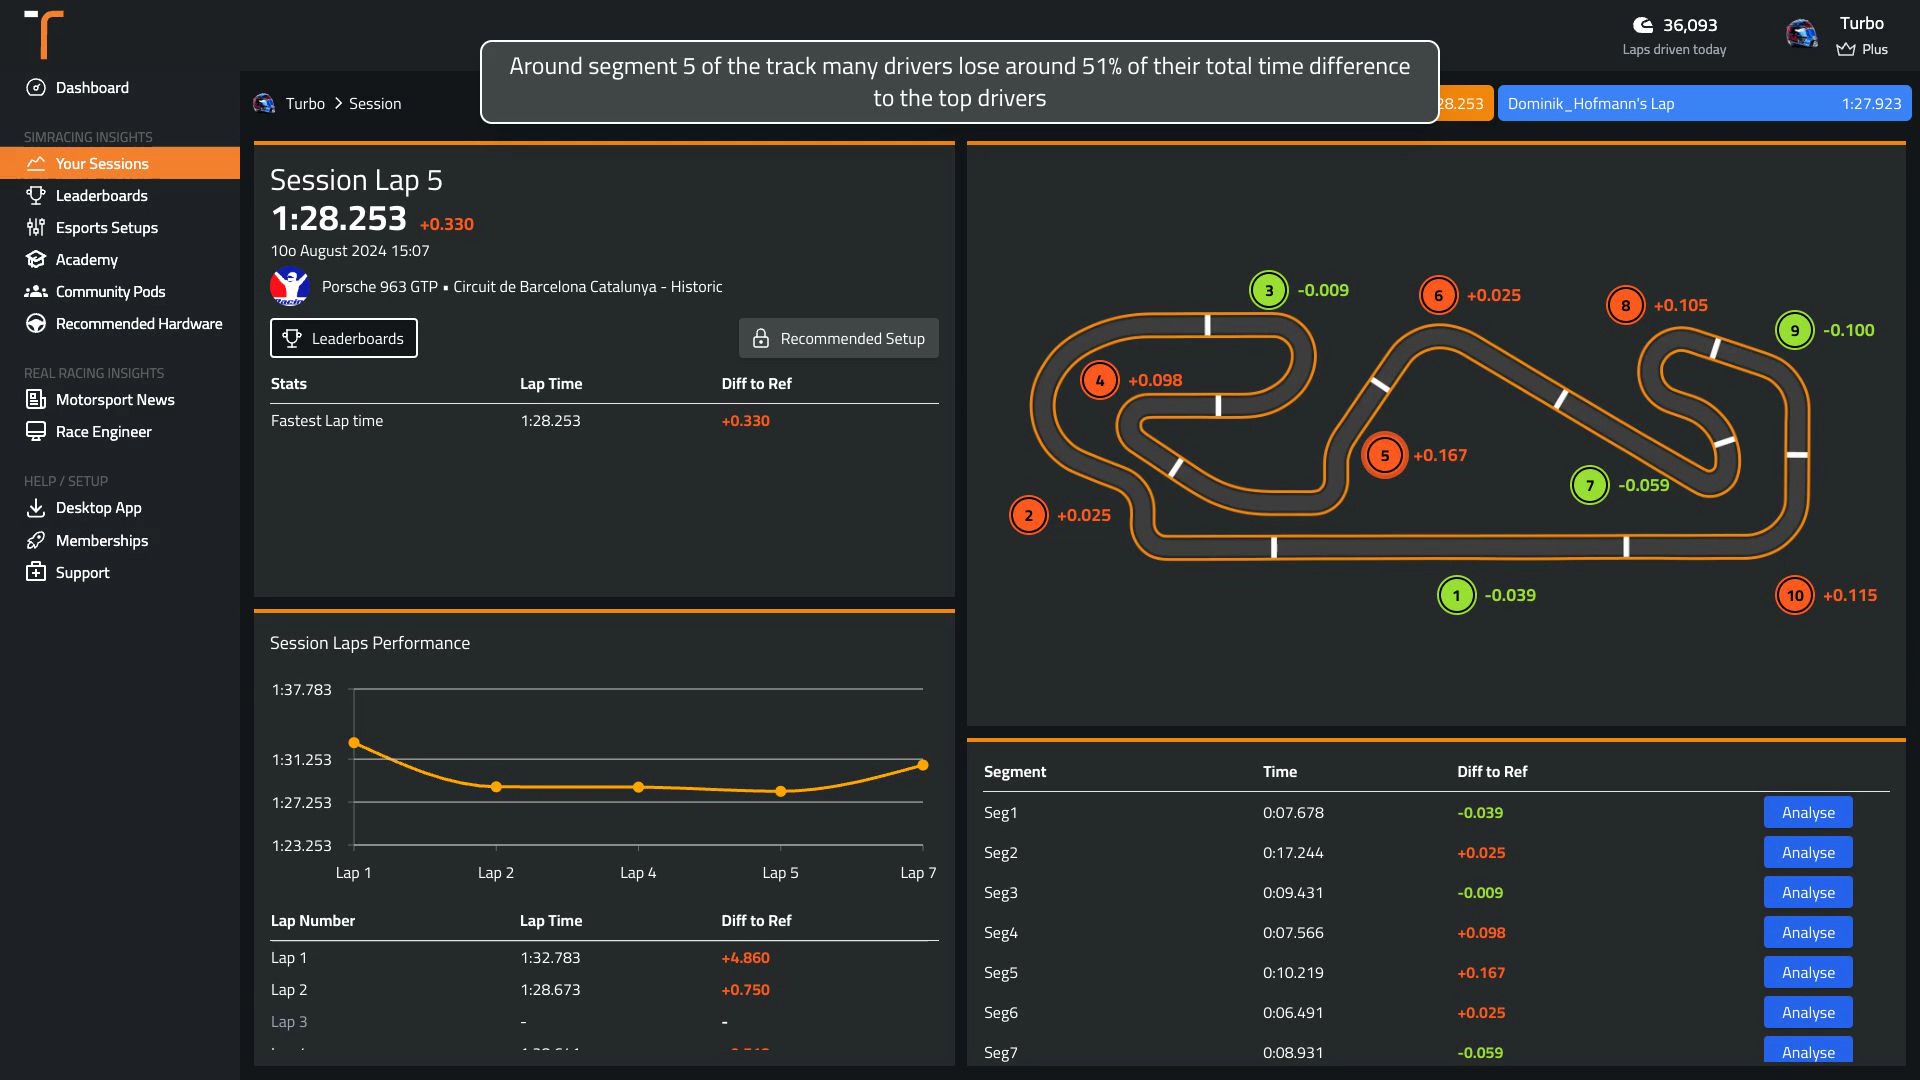 36,093
Laps driven today
Turbo
Plus
Around segment 5 of the track many drivers lose around 51% of their total time difference
to the top drivers
Dashboard
SIMRACING INSIGHTS
Your Sessions
Leaderboards
Esports Setups
Academy
Community Pods
Recommended Hardware
REAL RACING INSIGHTS
Motorsport News
Race Engineer
HELP / SETUP
Desktop App
Memberships
Support
Turbo > Session
28.253
Dominik_Hofmann's Lap 1:27.923
Session Lap 5
1:28.253 +0.330
10o August 2024 15:07
Porsche 963 GTP • Circuit de Barcelona Catalunya - Historic
Leaderboards
Recommended Setup
Stats Lap Time Diff to Ref
Fastest Lap time 1:28.253 +0.330
3 -0.009
6 +0.025
8 +0.105
9 -0.100
4 +0.098
5 +0.167
7 -0.059
2 +0.025
1 -0.039
10 +0.115
Session Laps Performance
1:37.783
1:31.253
1:27.253
1:23.253
Lap 1 Lap 2 Lap 4 Lap 5 Lap 7
Lap Number Lap Time Diff to Ref
Lap 1 1:32.783 +4.860
Lap 2 1:28.673 +0.750
Lap 3 - -
Segment Time Diff to Ref
Seg1 0:07.678 -0.039 Analyse
Seg2 0:17.244 +0.025 Analyse
Seg3 0:09.431 -0.009 Analyse
Seg4 0:07.566 +0.098 Analyse
Seg5 0:10.219 +0.167 Analyse
Seg6 0:06.491 +0.025 Analyse
Seg7 0:08.931 -0.059 Analyse